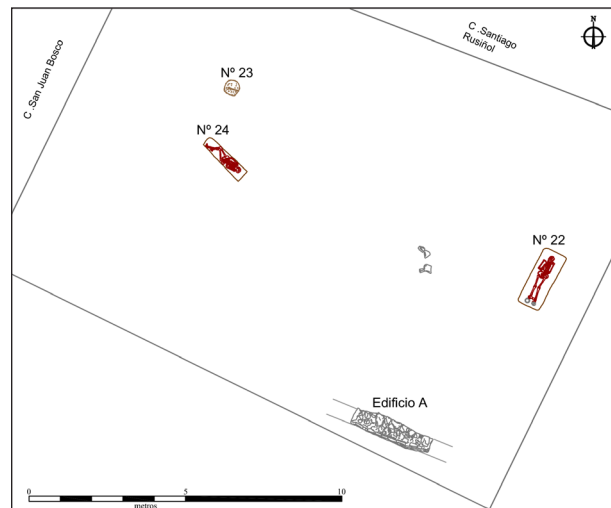 C .Santiago
Rusiñol
N
C .San Juan Bosco
Nº 23
Nº 24
Nº 22
Edificio A
0 5 10
metros